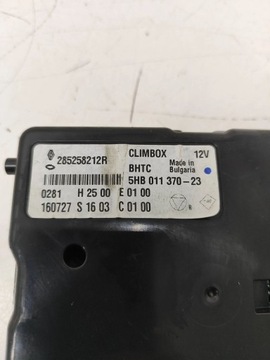 CLIMBOX 12V
285258212R BHTC Made in Bulgaria
5HB 011 370-23
0281 H 25 00 E 01 00
160727 S 16 03 C 01 00